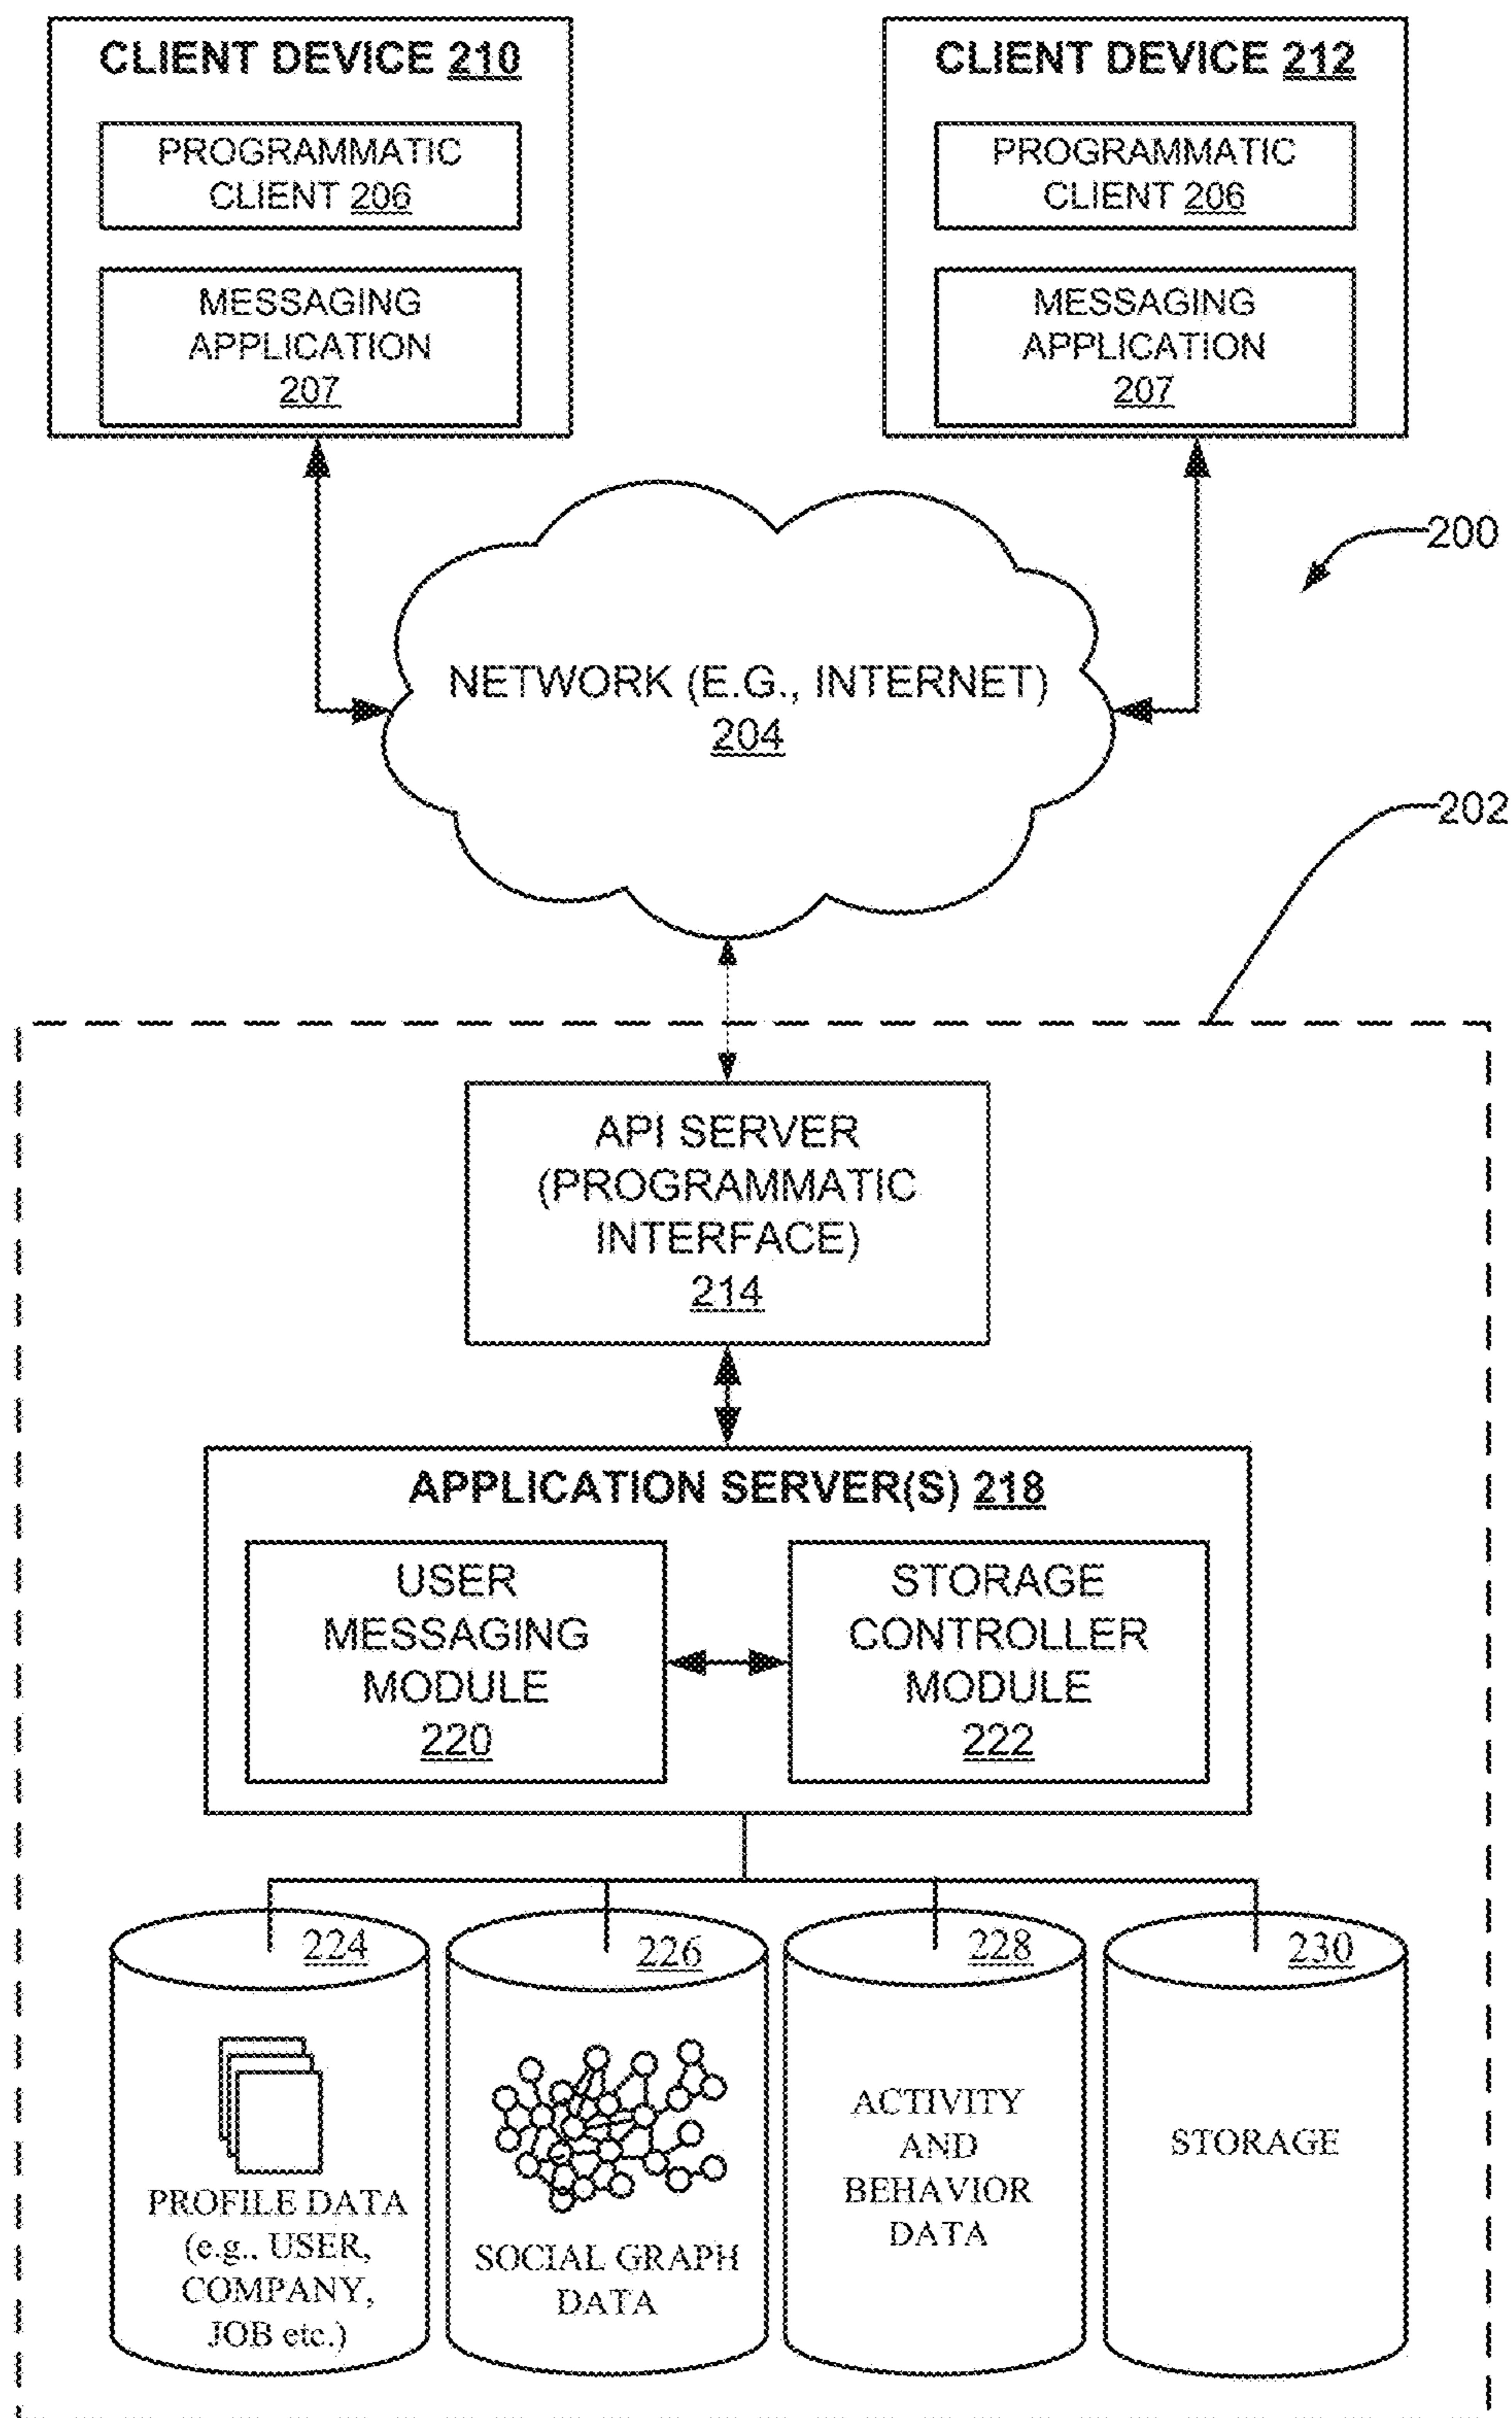 CLIENT DEVICE 210
PROGRAMMATIC
CLIENT 206
MESSAGING
APPLICATION
207
CLIENT DEVICE 212
PROGRAMMATIC
CLIENT 206
MESSAGING
APPLICATION
207
200
NETWORK (E.G., INTERNET)
204
202
API SERVER
(PROGRAMMATIC
INTERFACE)
214
APPLICATION SERVER(S) 218
USER
MESSAGING
MODULE
220
STORAGE
CONTROLLER
MODULE
222
224
PROFILE DATA
(e.g., USER,
COMPANY,
JOB etc.)
226
SOCIAL GRAPH
DATA
228
ACTIVITY
AND
BEHAVIOR
DATA
230
STORAGE